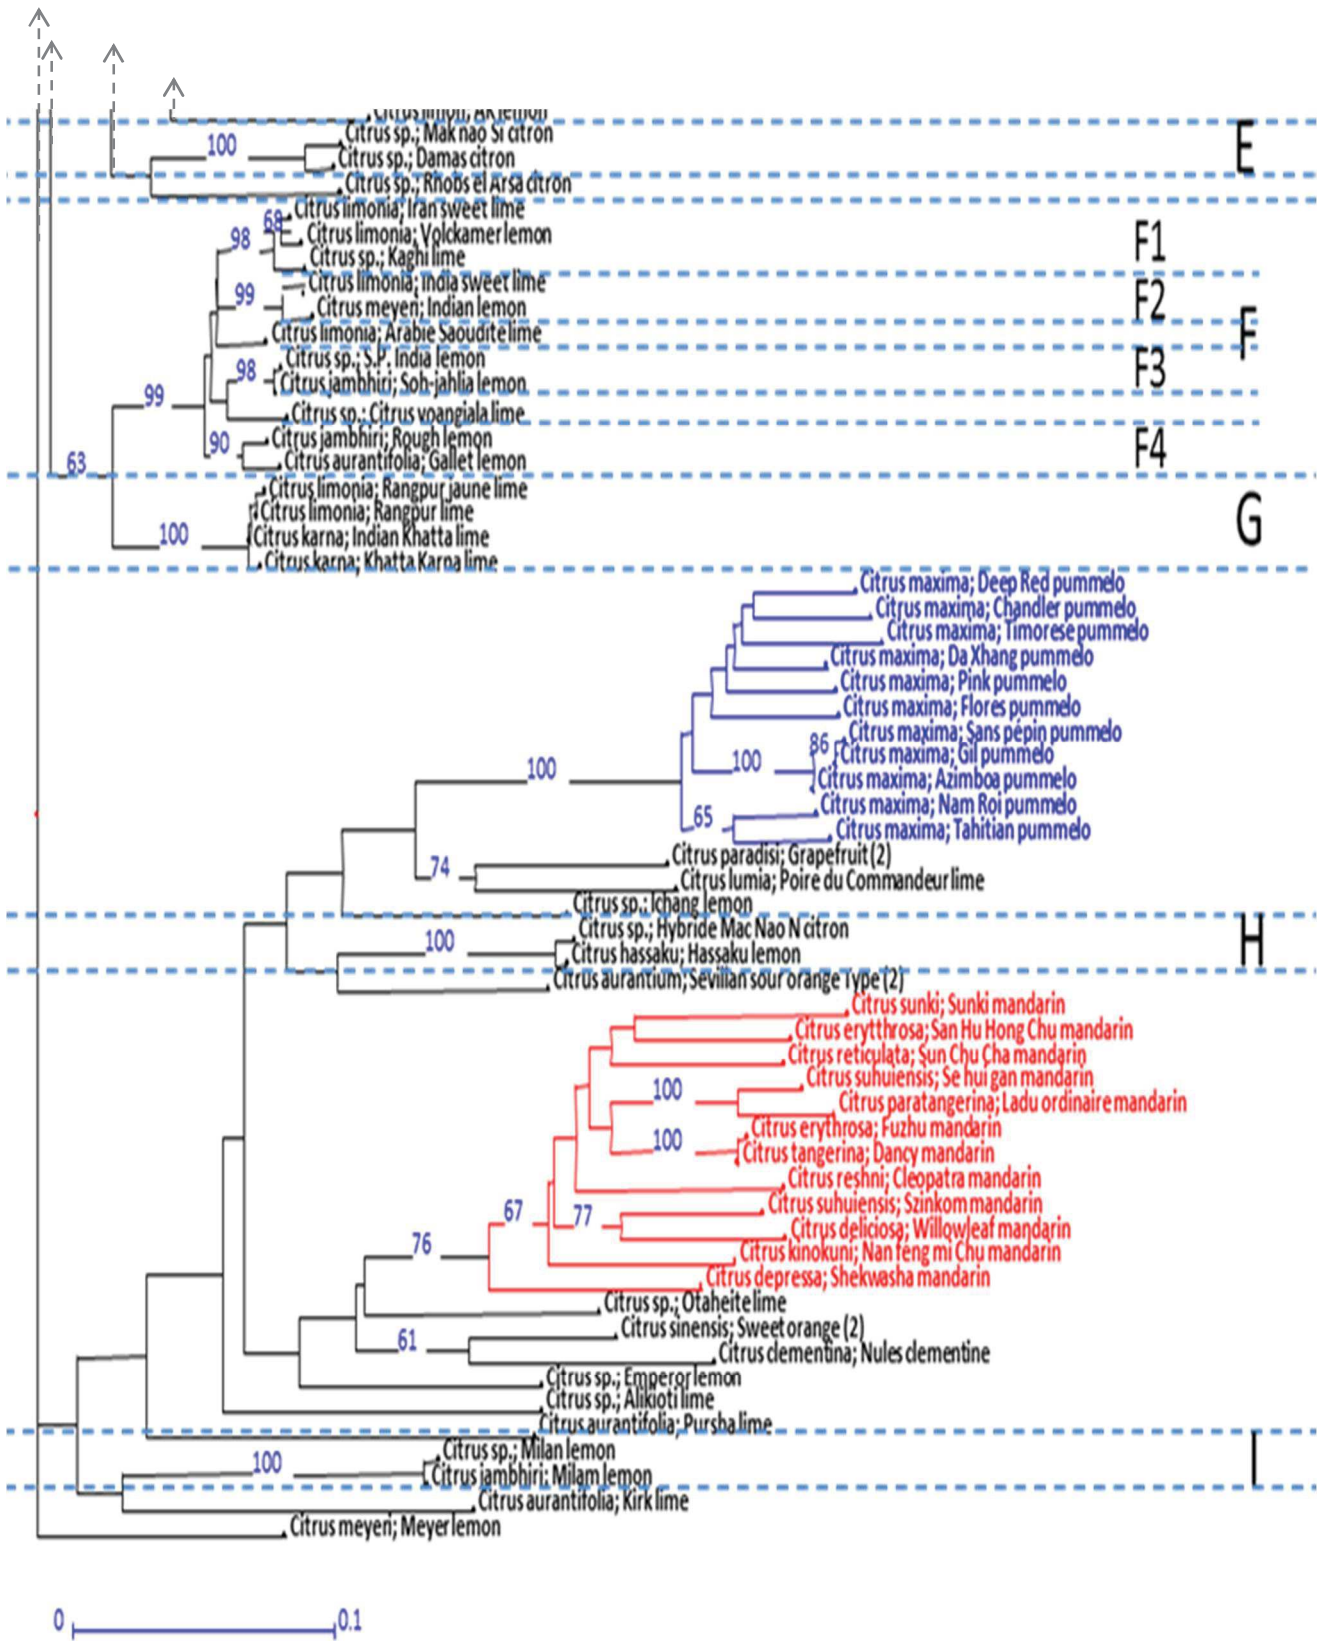 Citrus limon; AK lemon
Citrus sp.; Mak nao Si citron
100
E
Citrus sp.; Damas citron
Citrus sp.; Rhobs el Arsa citron
Citrus limonia; Iran sweet lime
68
Citrus limonia; Volckamer lemon
98
F1
Citrus sp.; Kaghi lime
Citrus limonia; India sweet lime
99
F2
Citrus meyeri; Indian lemon
Citrus limonia; Arabie Saoudite lime
F
Citrus sp.; S.P. India lemon
98
F3
Citrus jambhiri; Soh-jahlia lemon
99
Citrus sp.; Citrus voangiala lime
Citrus jambhiri; Rough lemon
90
F4
Citrus aurantifolia; Gallet lemon
63
Citrus limonia; Rangpur jaune lime
Citrus limonia; Rangpur lime
G
100
Citrus karna; Indian Khatta lime
Citrus karna; Khatta Karna lime
Citrus maxima; Deep Red pummelo
Citrus maxima; Chandler pummelo
Citrus maxima; Timorese pummelo
Citrus maxima; Da Xhang pummelo
Citrus maxima; Pink pummelo
Citrus maxima; Flores pummelo
Citrus maxima; Sans pépin pummelo
86
Citrus maxima; Gil pummelo
100
100
Citrus maxima; Azimboa pummelo
Citrus maxima; Nam Roi pummelo
65
Citrus maxima; Tahitian pummelo
Citrus paradisi; Grapefruit (2)
74
Citrus lumia; Poire du Commandeur lime
Citrus sp.; Ichang lemon
Citrus sp.; Hybride Mac Nao N citron
100
H
Citrus hassaku; Hassaku lemon
Citrus aurantium; Sevillan sour orange Type (2)
Citrus sunki; Sunki mandarin
Citrus erytthrosa; San Hu Hong Chu mandarin
Citrus reticulata; Sun Chu Cha mandarin
Citrus suhuiensis; Se hui gan mandarin
100
Citrus paratangerina; Ladu ordinaire mandarin
Citrus erythrosa; Fuzhu mandarin
100
Citrus tangerina; Dancy mandarin
Citrus reshni; Cleopatra mandarin
Citrus suhuiensis; Szinkom mandarin
67
77
Citrus deliciosa; Willowleaf mandarin
76
Citrus kinokuni; Nan feng mi Chu mandarin
Citrus depressa; Shekwasha mandarin
Citrus sp.; Otaheite lime
Citrus sinensis; Sweet orange (2)
61
Citrus clementina; Nules clementine
Citrus sp.; Emperor lemon
Citrus sp.; Alikioti lime
Citrus aurantifolia; Pursha lime
Citrus sp.; Milan lemon
100
I
Citrus jambhiri; Milam lemon
Citrus aurantifolia; Kirk lime
Citrus meyeri; Meyer lemon
0
0.1